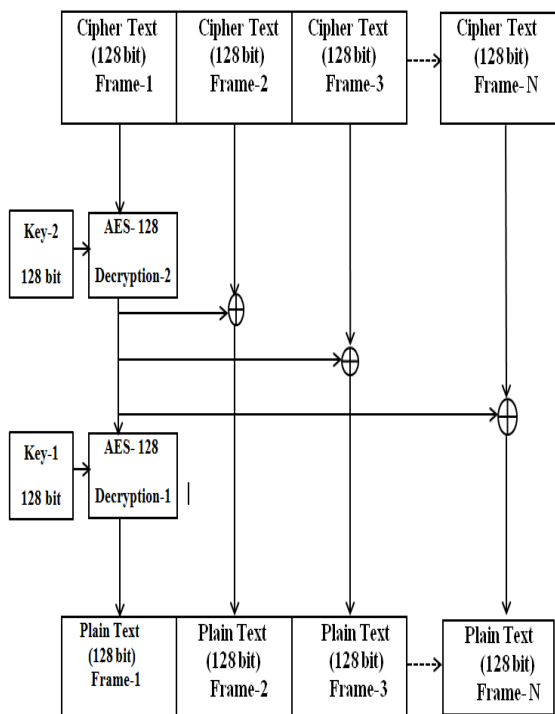 Cipher Text
(128 bit)
Frame-1
Cipher Text
(128 bit)
Frame-2
Cipher Text
(128 bit)
Frame-3
Cipher Text
(128 bit)
Frame- N
Key-2
128 bit
AES- 128
Decryption-2
Key-1
128 bit
AES- 128
Decryption-1
Plain Text
(128 bit)
Frame-1
Plain Text
(128 bit)
Frame-2
Plain Text
(128 bit)
Frame-3
Plain Text
(128 bit)
Frame- N